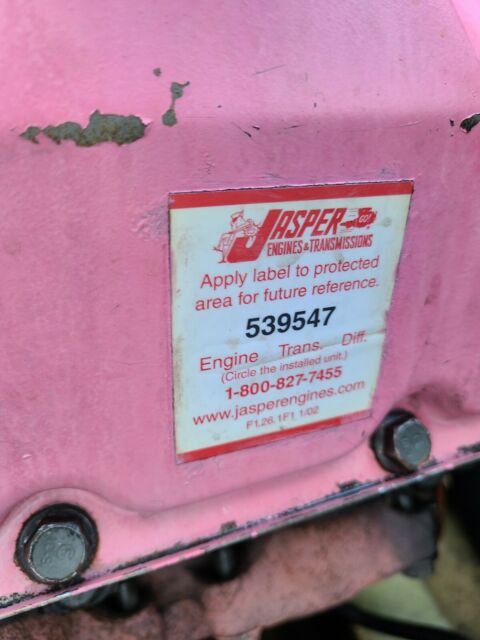 JASPER GO!
ENGINES & TRANSMISSIONS
Apply label to protected
area for future reference.
539547
Engine Trans. Diff.
(Circle the installed unit.)
1-800-827-7455
www.jasperengines.com
F1.26.1F1 1/02